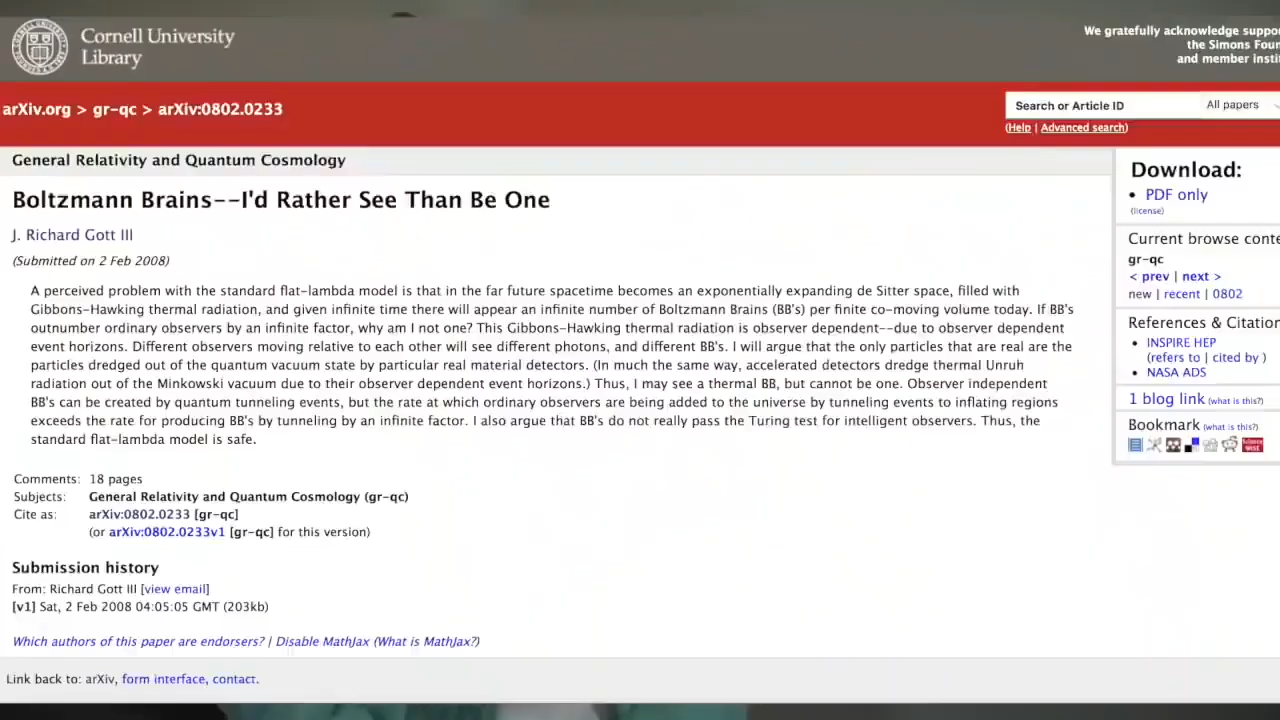 Cornell University
Library
We gratefully acknowledge
the Simons
and member
arXiv.org > gr-qc > arXiv:0802.0233
Search or Article ID
All papers
(Help | Advanced search)
General Relativity and Quantum Cosmology
Boltzmann Brains--I'd Rather See Than Be One
J. Richard Gott III
(Submitted on 2 Feb 2008)
A perceived problem with the standard flat-lambda model is that in the far future spacetime becomes an exponentially expanding de Sitter space, filled with
Gibbons-Hawking thermal radiation, and given infinite time there will appear an infinite number of Boltzmann Brains (BB's) per finite co-moving volume today. If BB's
outnumber ordinary observers by an infinite factor, why am I not one? This Gibbons-Hawking thermal radiation is observer dependent--due to observer dependent
event horizons. Different observers moving relative to each other will see different photons, and different BB's. I will argue that the only particles that are real are the
particles dredged out of the quantum vacuum state by particular real material detectors. (In much the same way, accelerated detectors dredge thermal Unruh
radiation out of the Minkowski vacuum due to their observer dependent event horizons.) Thus, I may see a thermal BB, but cannot be one. Observer independent
BB's can be created by quantum tunneling events, but the rate at which ordinary observers are being added to the universe by tunneling events to inflating regions
exceeds the rate for producing BB's by tunneling by an infinite factor. I also argue that BB's do not really pass the Turing test for intelligent observers. Thus, the
standard flat-lambda model is safe.
Comments: 18 pages
Subjects: General Relativity and Quantum Cosmology (gr-qc)
Cite as: arXiv:0802.0233 [gr-qc]
(or arXiv:0802.0233v1 [gr-qc] for this version)
Submission history
From: Richard Gott III [view email]
[v1] Sat, 2 Feb 2008 04:05:05 GMT (203kb)
Which authors of this paper are endorsers? | Disable MathJax (What is MathJax?)
Link back to: arXiv, form interface, contact.
Download:
• PDF only
(license)
Current browse
gr-qc
< prev | next >
new | recent | 0802
References &
• INSPIRE HEP
(refers to | cited by )
• NASA ADS
1 blog link (what is this?)
Bookmark (what is this?)